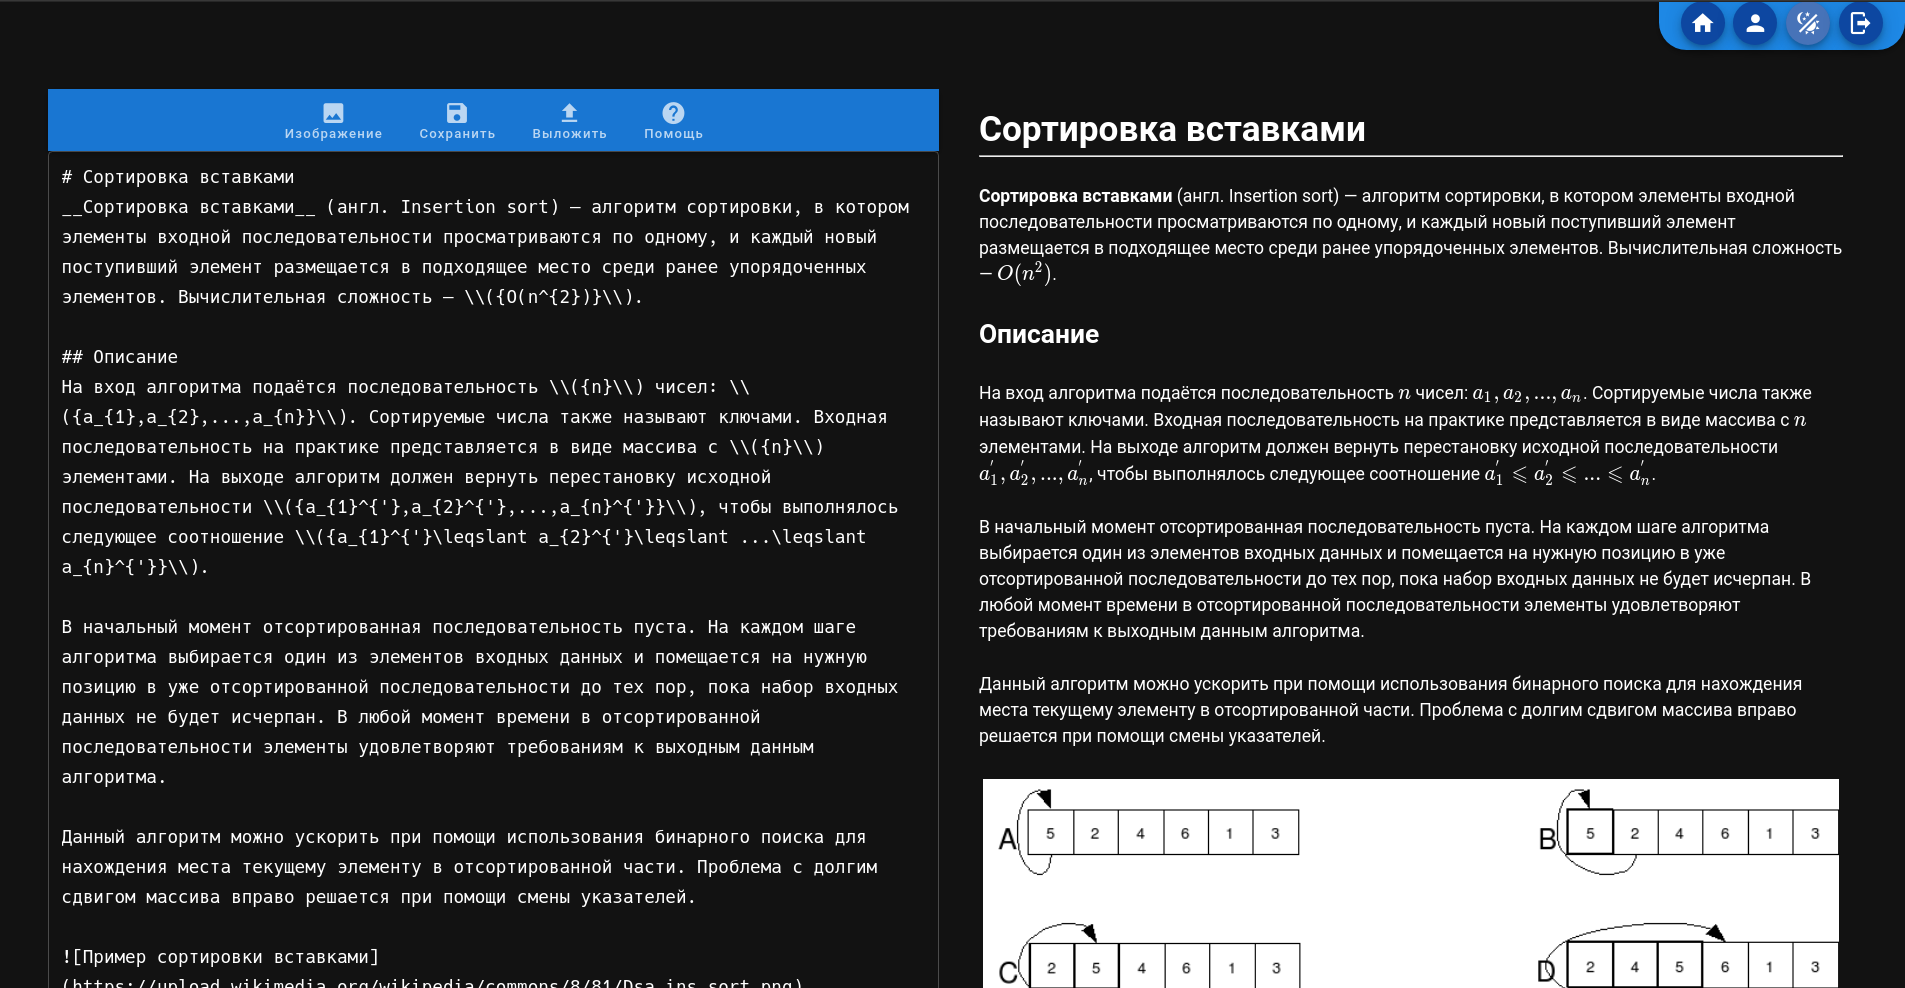 Изображение
Сохранить
Выложить
Помощь
# Сортировка вставками
__Сортировка вставками__ (англ. Insertion sort) — алгоритм сортировки, в котором
элементы входной последовательности просматриваются по одному, и каждый новый
поступивший элемент размещается в подходящее место среди ранее упорядоченных
элементов. Вычислительная сложность — \\({O(n^{2})}\\).
## Описание
На вход алгоритма подаётся последовательность \\({n}\\) чисел: \\
({a_{1},a_{2},...,a_{n}}\\). Сортируемые числа также называют ключами. Входная
последовательность на практике представляется в виде массива с \\({n}\\)
элементами. На выходе алгоритм должен вернуть перестановку исходной
последовательности \\({a_{1}^{'},a_{2}^{'},...,a_{n}^{'}}\\), чтобы выполнялось
следующее соотношение \\({a_{1}^{'}\leqslant a_{2}^{'}\leqslant ...\leqslant
a_{n}^{'}}\\).
В начальный момент отсортированная последовательность пуста. На каждом шаге
алгоритма выбирается один из элементов входных данных и помещается на нужную
позицию в уже отсортированной последовательности до тех пор, пока набор входных
данных не будет исчерпан. В любой момент времени в отсортированной
последовательности элементы удовлетворяют требованиям к выходным данным
алгоритма.
Данный алгоритм можно ускорить при помощи использования бинарного поиска для
нахождения места текущему элементу в отсортированной части. Проблема с долгим
сдвигом массива вправо решается при помощи смены указателей.
![Пример сортировки вставками]
(https://upload.wikimedia.org/wikipedia/commons/8/81/Dsa_ins_sort.png)
Сортировка вставками
Сортировка вставками (англ. Insertion sort) — алгоритм сортировки, в котором элементы входной
последовательности просматриваются по одному, и каждый новый поступивший элемент
размещается в подходящее место среди ранее упорядоченных элементов. Вычислительная сложность
— O(n²).
Описание
На вход алгоритма подаётся последовательность n чисел: a₁, a₂, ..., aₙ. Сортируемые числа также
называют ключами. Входная последовательность на практике представляется в виде массива с n
элементами. На выходе алгоритм должен вернуть перестановку исходной последовательности
a₁′, a₂′, ..., aₙ′, чтобы выполнялось следующее соотношение a₁′ ⩽ a₂′ ⩽ ... ⩽ aₙ′.
В начальный момент отсортированная последовательность пуста. На каждом шаге алгоритма
выбирается один из элементов входных данных и помещается на нужную позицию в уже
отсортированной последовательности до тех пор, пока набор входных данных не будет исчерпан. В
любой момент времени в отсортированной последовательности элементы удовлетворяют
требованиям к выходным данным алгоритма.
Данный алгоритм можно ускорить при помощи использования бинарного поиска для нахождения
места текущему элементу в отсортированной части. Проблема с долгим сдвигом массива вправо
решается при помощи смены указателей.
A 5 2 4 6 1 3
B 5 2 4 6 1 3
C 2 5 4 6 1 3
D 2 4 5 6 1 3